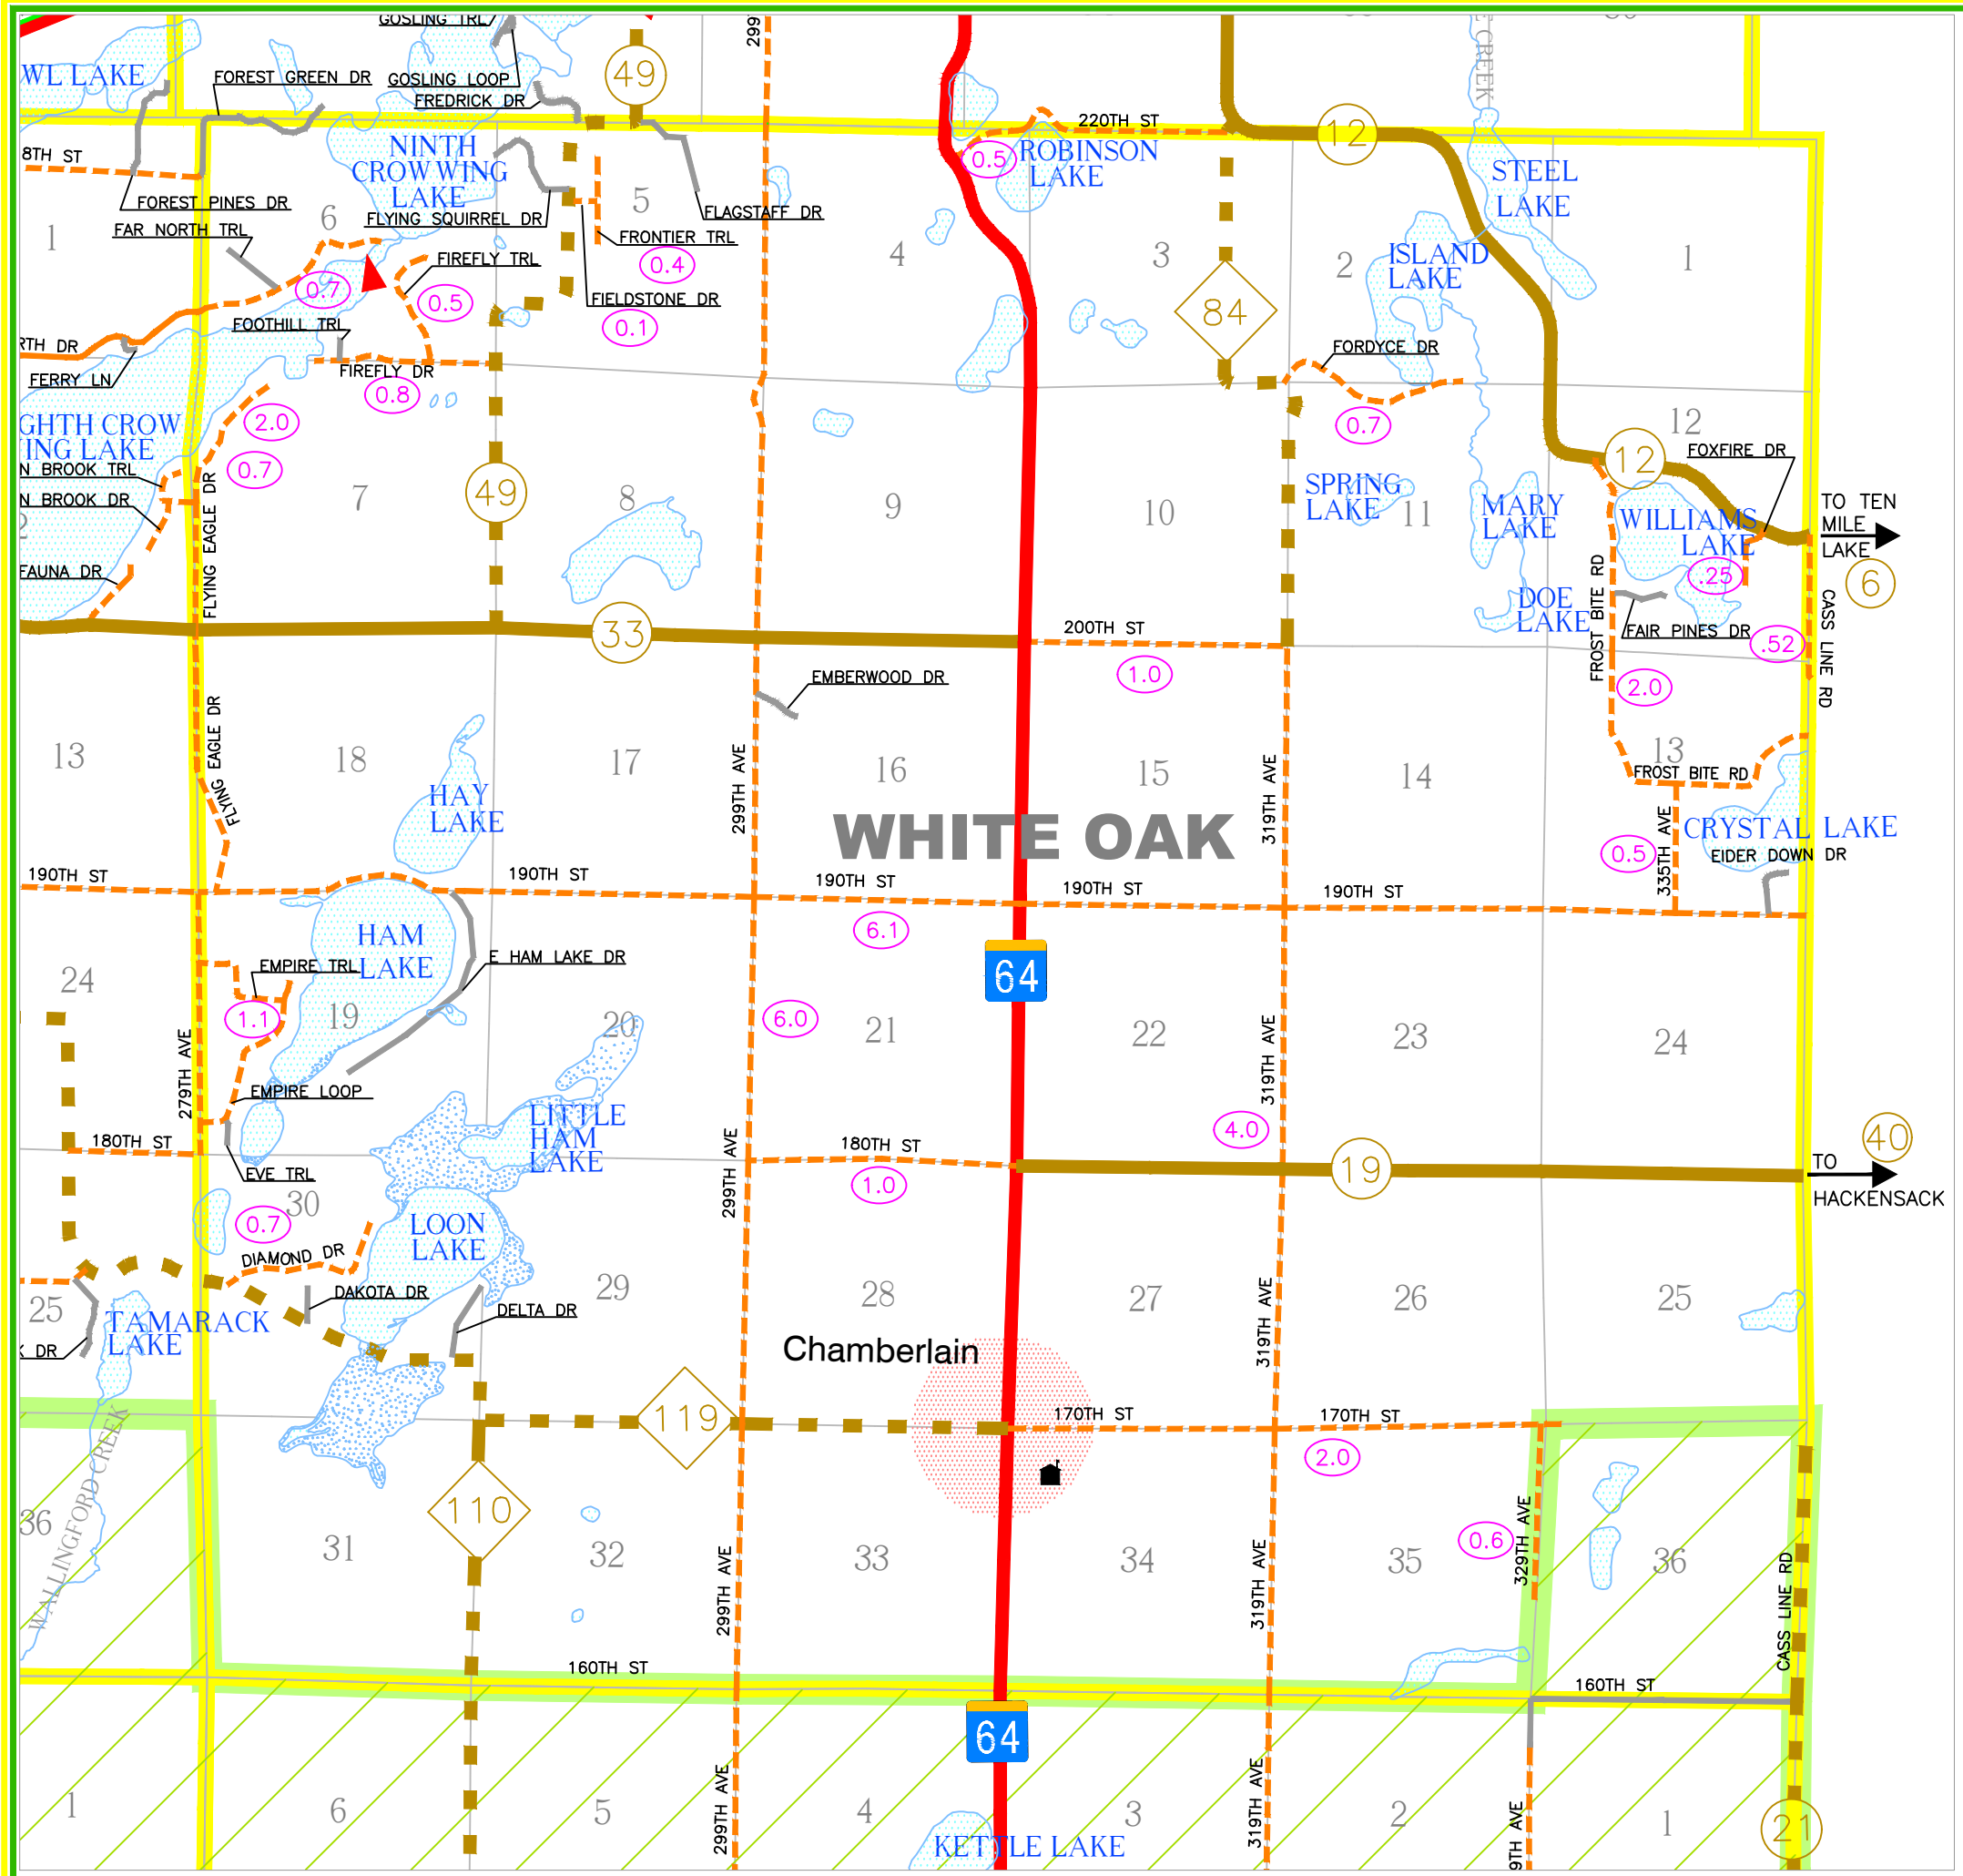 GOSLING TRL
299
CREEK
49
WL LAKE
FOREST GREEN DR
GOSLING LOOP
FREDRICK DR
220TH ST
12
NINTH
CROW WING
LAKE
8TH ST
0.5
ROBINSON
LAKE
STEEL
LAKE
FOREST PINES DR
6
5
FLYING SQUIRREL DR
FLAGSTAFF DR
1
FAR NORTH TRL
FRONTIER TRL
0.4
4
3
2
ISLAND
LAKE
1
FIREFLY TRL
0.7
0.5
FIELDSTONE DR
0.1
84
FOOTHILL TRL
RTH DR
FERRY LN
FIREFLY DR
0.8
FORDYCE DR
0.7
GHTH CROW
ING LAKE
2.0
0.7
12
FOXFIRE DR
12
N BROOK TRL
N BROOK DR
FLYING EAGLE DR
7
49
8
9
10
SPRING
LAKE
11
MARY
LAKE
WILLIAMS
LAKE
TO TEN
MILE
LAKE
6
FAUNA DR
.25
DOE
LAKE
FROST BITE RD
FAIR PINES DR
.52
CASS LINE RD
33
200TH ST
1.0
2.0
EMBERWOOD DR
FLYING EAGLE DR
FLYING
13
18
17
16
15
14
13
299TH AVE
319TH AVE
FROST BITE RD
HAY
LAKE
WHITE OAK
335TH AVE
0.5
CRYSTAL LAKE
EIDER DOWN DR
190TH ST
190TH ST
190TH ST
190TH ST
190TH ST
6.1
HAM
LAKE
E HAM LAKE DR
EMPIRE TRL
24
1.1
19
20
6.0
21
64
22
23
24
279TH AVE
319TH AVE
EMPIRE LOOP
LITTLE
HAM
LAKE
4.0
180TH ST
299TH AVE
180TH ST
1.0
19
40
TO
HACKENSACK
EVE TRL
30
0.7
LOON
LAKE
DIAMOND DR
DAKOTA DR
DELTA DR
25
29
28
27
26
25
TAMARACK
LAKE
K DR
319TH AVE
Chamberlain
119
170TH ST
170TH ST
2.0
WALLINGFORD CREEK
110
36
31
32
33
34
35
0.6
329TH AVE
36
299TH AVE
319TH AVE
CASS LINE RD
160TH ST
160TH ST
64
1
6
5
4
3
2
1
299TH AVE
319TH AVE
9TH AVE
21
KETTLE LAKE